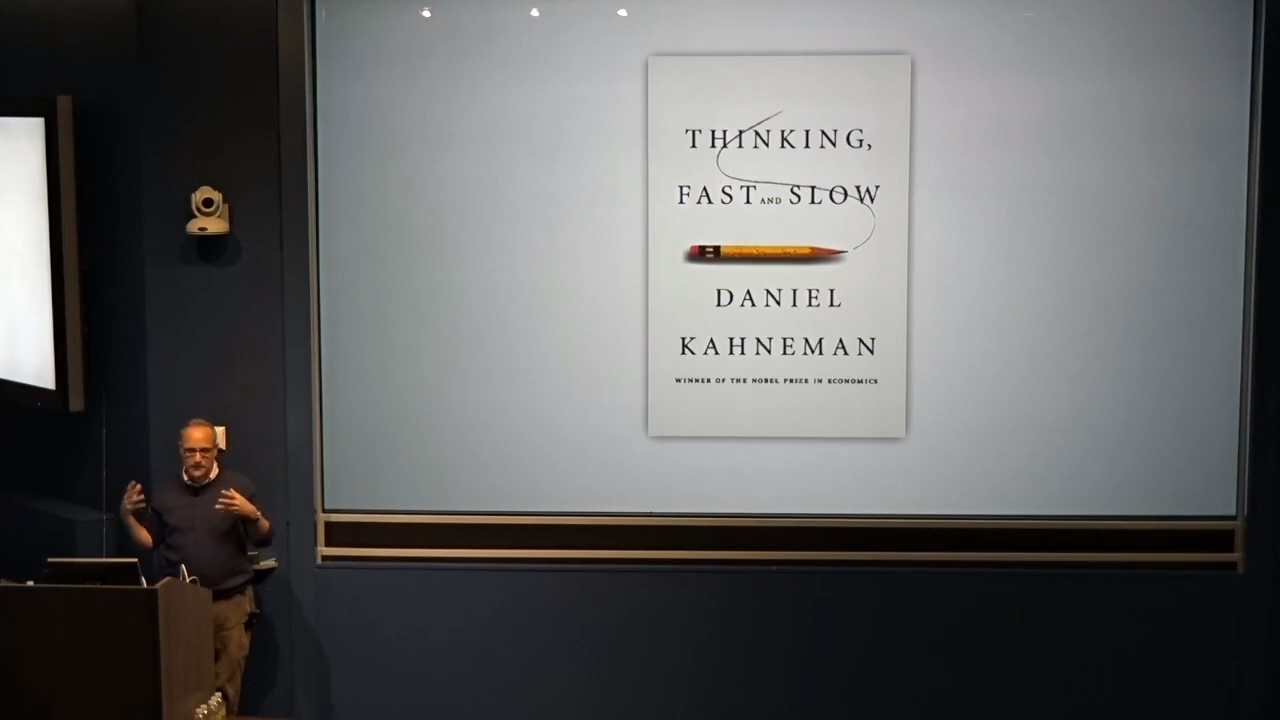 THINKING,
FAST AND SLOW
DANIEL
KAHNEMAN
WINNER OF THE NOBEL PRIZE IN ECONOMICS